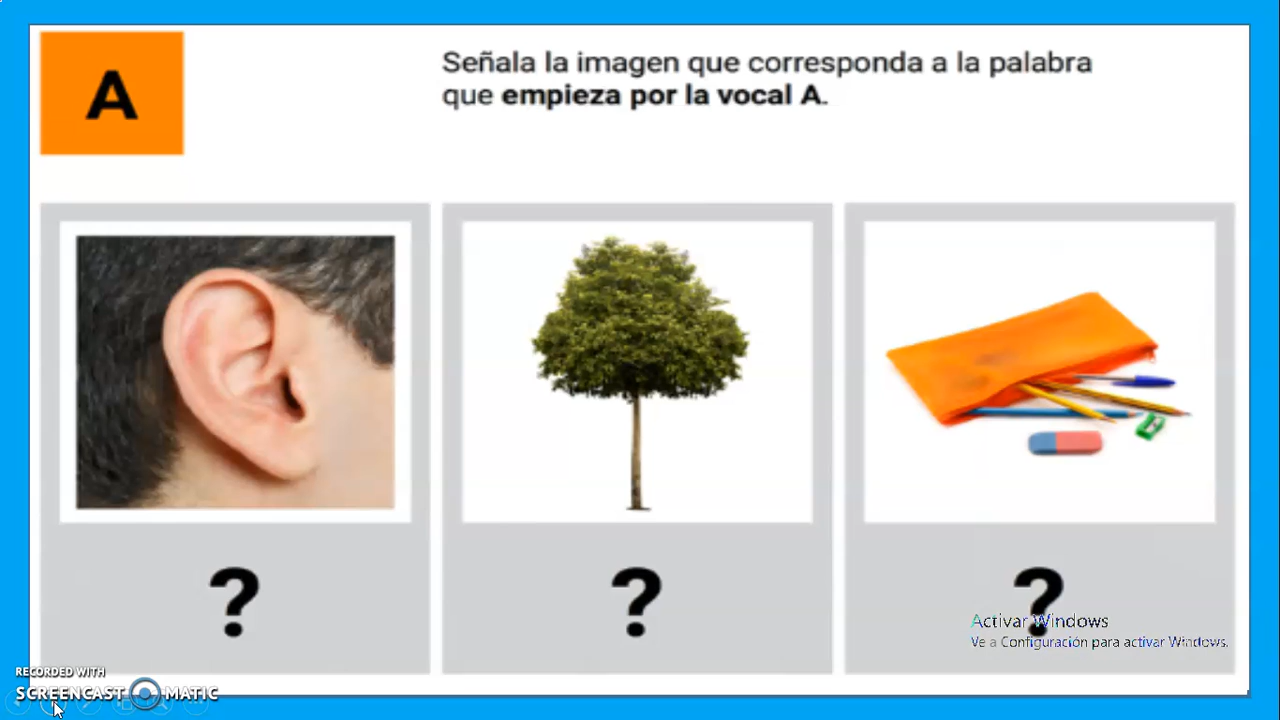 A
Señala la imagen que corresponda a la palabra
que empieza por la vocal A.
?
?
?
Activar Windows
Ve a Configuración para activar Windows.
RECORDED WITH
SCREENCAST MATIC